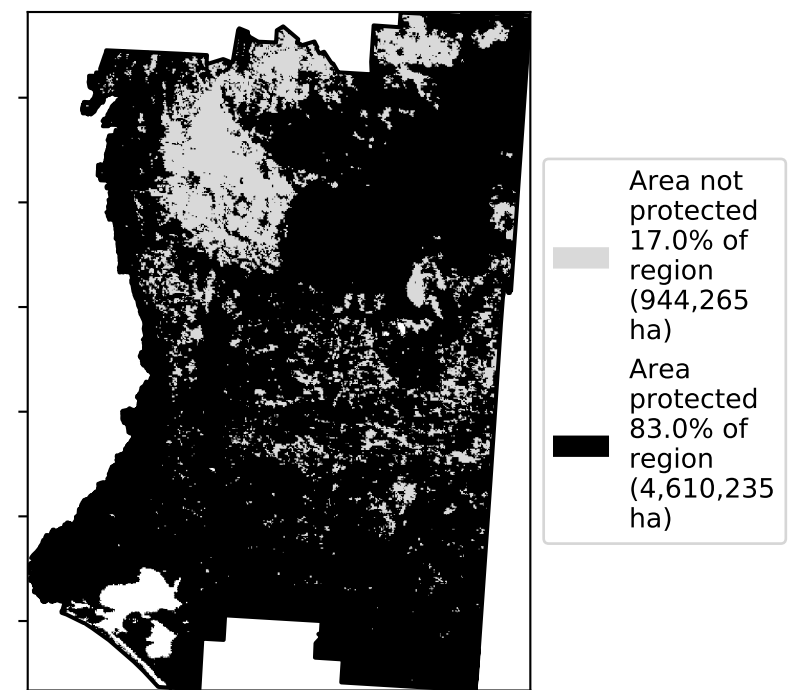 Area not
protected
17.0% of
region
(944,265
ha)
Area
protected
83.0% of
region
(4,610,235
ha)